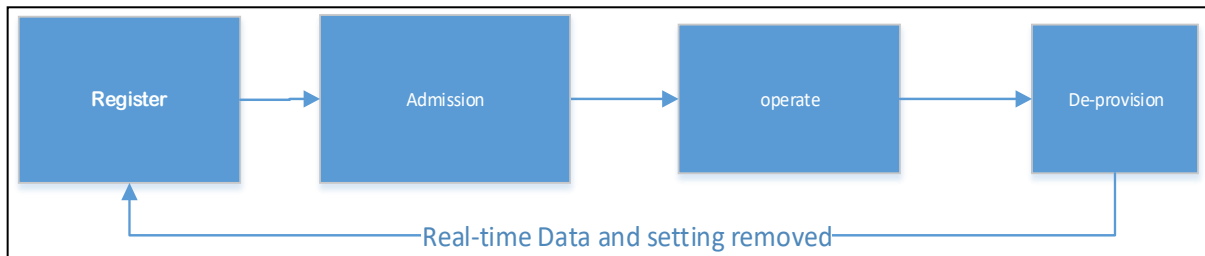 Register
Admission
operate
De-provision
Real-time Data and setting removed